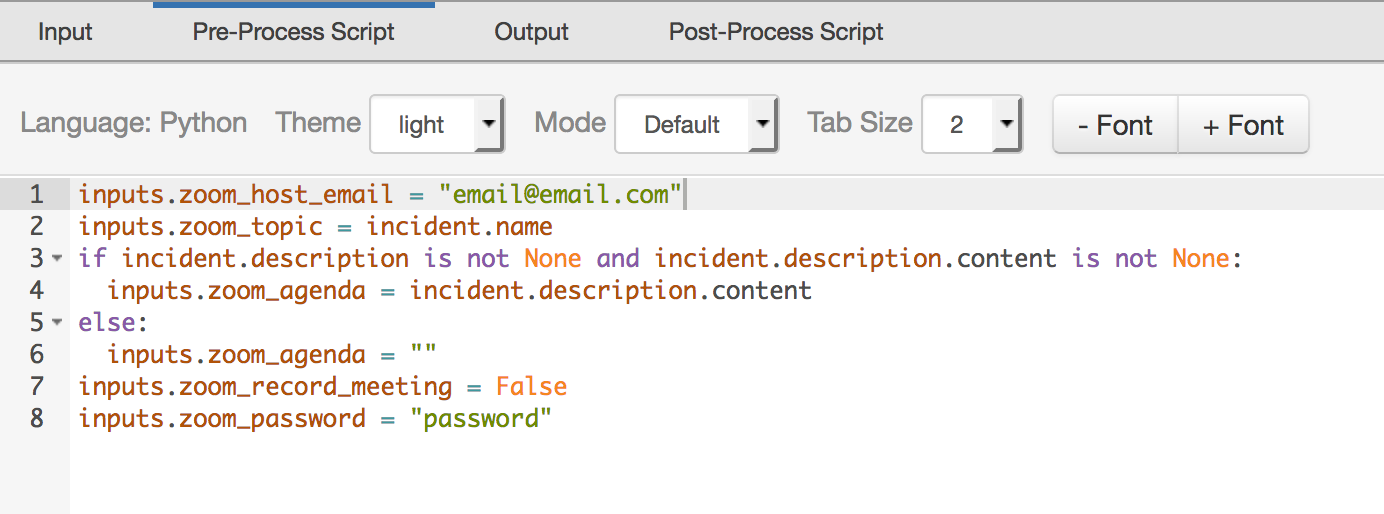 Input Pre-Process Script Output Post-Process Script
Language: Python Theme light Mode Default Tab Size 2 - Font + Font
1 inputs.zoom_host_email = "email@email.com"
2 inputs.zoom_topic = incident.name
3 if incident.description is not None and incident.description.content is not None:
4   inputs.zoom_agenda = incident.description.content
5 else:
6   inputs.zoom_agenda = ""
7 inputs.zoom_record_meeting = False
8 inputs.zoom_password = "password"